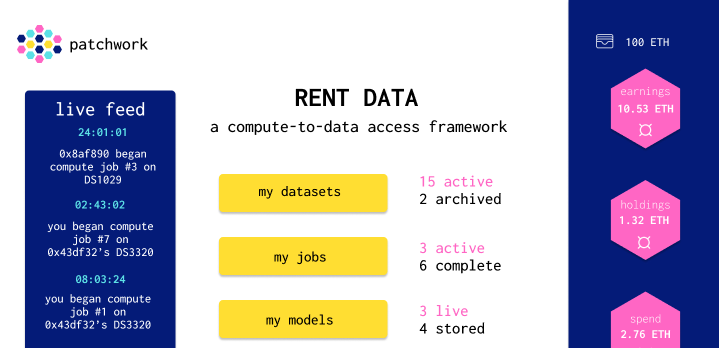 patchwork
live feed
24:01:01
0x8af890 began
compute job #3 on
DS1029
02:43:02
you began compute
job #7 on
0x43df32's DS3320
08:03:24
you began compute
job #1 on
0x43df32's DS3320
RENT DATA
a compute-to-data access framework
my datasets
15 active
2 archived
my jobs
3 active
6 complete
my models
3 live
4 stored
100 ETH
earnings
10.53 ETH
holdings
1.32 ETH
spend
2.76 ETH